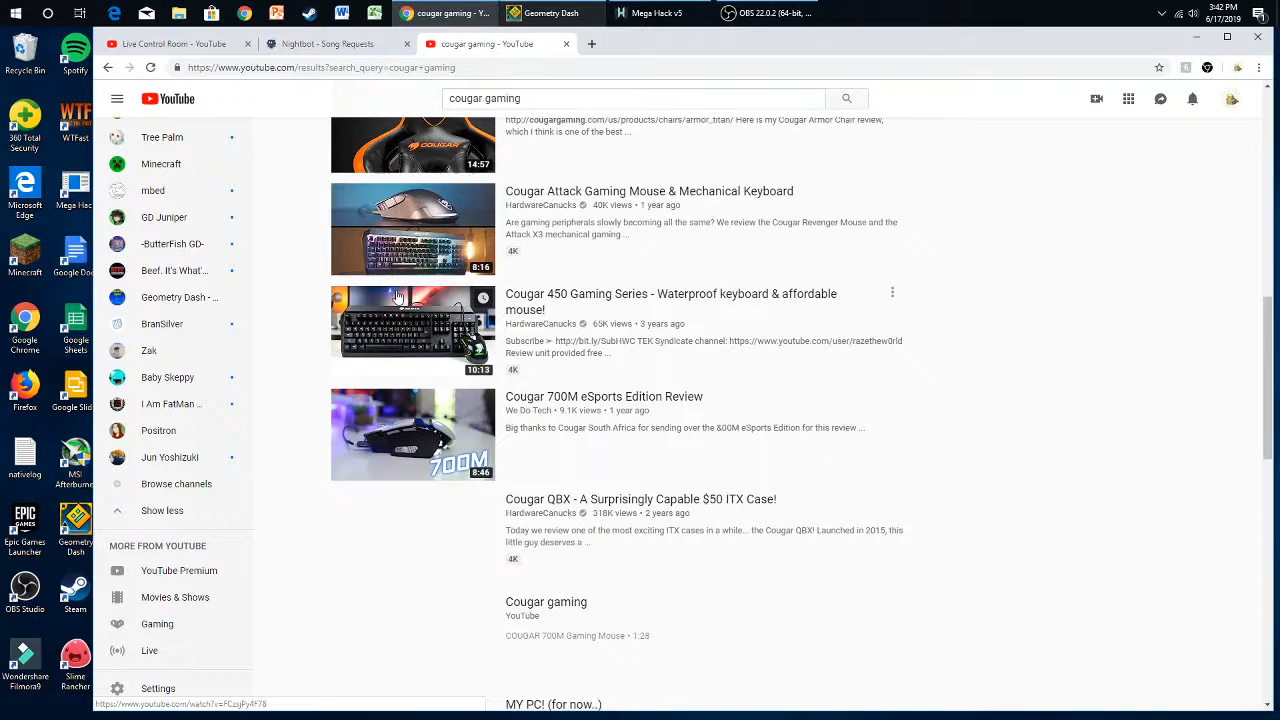 cougar gaming - Y...
Geometry Dash
Mega Hack v5
OBS 22.0.2 (64-bit, ...
3:42 PM
6/17/2019
Live Control Room - YouTube
Nightbot - Song Requests
cougar gaming - YouTube
https://www.youtube.com/results?search_query=cougar+gaming
YouTube
cougar gaming
Recycle Bin
Spotify
360 Total Security
WTFast
Microsoft Edge
Mega Hac
Minecraft
Google Doc
Google Chrome
Google Sheets
Firefox
Google Slid
nativelog
MSI Afterburne
Epic Games Launcher
Geometry Dash
OBS Studio
Steam
Wondershare Filmora9
Slime Rancher
Tree Palm
Minecraft
mbed
GD Juniper
-ButterFish GD-
Geometry Dash - ...
BranSilver
Zak
Baby Skeppy
I Am FatMan ...
Positron
Jun Yoshizuki
Browse channels
Show less
MORE FROM YOUTUBE
YouTube Premium
Movies & Shows
Gaming
Live
Settings
http://cougargaming.com/us/products/chairs/armor_titan/ Here is my Cougar Armor Chair review,
which I think is one of the best ...
COUGAR
14:57
Cougar Attack Gaming Mouse & Mechanical Keyboard
HardwareCanucks 40K views • 1 year ago
Are gaming peripherals slowly becoming all the same? We review the Cougar Revenger Mouse and the
Attack X3 mechanical gaming ...
4K
8:16
Cougar 450 Gaming Series - Waterproof keyboard & affordable
mouse!
HardwareCanucks 65K views • 3 years ago
Subscribe > http://bit.ly/SubHWC TEK Syndicate channel: https://www.youtube.com/user/razethew0rld
Review unit provided free ...
4K
10:13
Cougar 700M eSports Edition Review
We Do Tech • 9.1K views • 1 year ago
Big thanks to Cougar South Africa for sending over the &00M eSports Edition for this review ...
700M
8:46
Cougar QBX - A Surprisingly Capable $50 ITX Case!
HardwareCanucks 318K views • 2 years ago
Today we review one of the most exciting ITX cases in a while... the Cougar QBX! Launched in 2015, this
little guy deserves a ...
4K
Cougar gaming
YouTube
COUGAR 700M Gaming Mouse • 1:28
MY PC! (for now..)